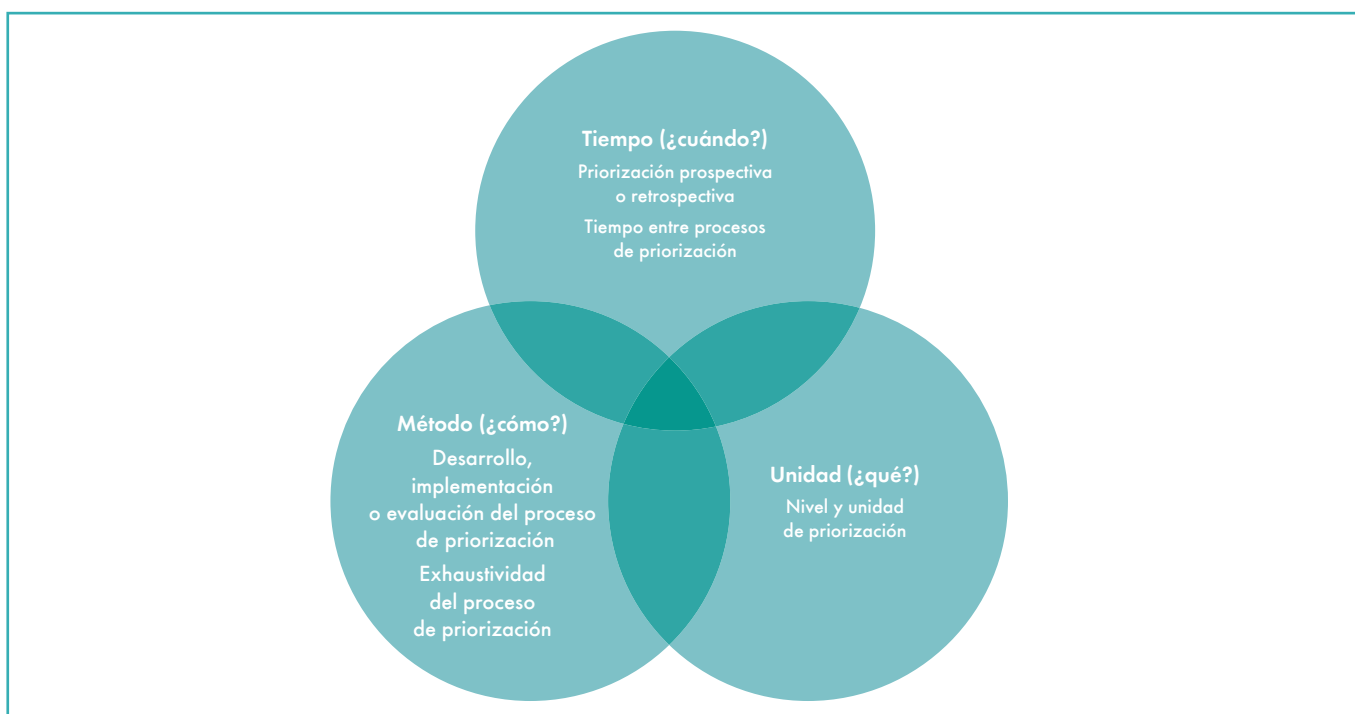 Tiempo (¿cuándo?)
Priorización prospectiva
o retrospectiva
Tiempo entre procesos
de priorización
Método (¿cómo?)
Desarrollo,
implementación
o evaluación del proceso
de priorización
Exhaustividad
del proceso
de priorización
Unidad (¿qué?)
Nivel y unidad
de priorización